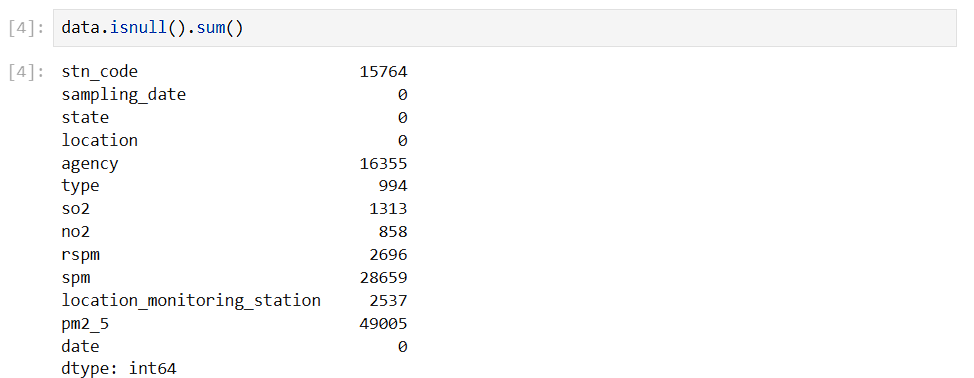 [4]: data.isnull().sum()
[4]: stn_code 15764
sampling_date 0
state 0
location 0
agency 16355
type 994
so2 1313
no2 858
rspm 2696
spm 28659
location_monitoring_station 2537
pm2_5 49005
date 0
dtype: int64